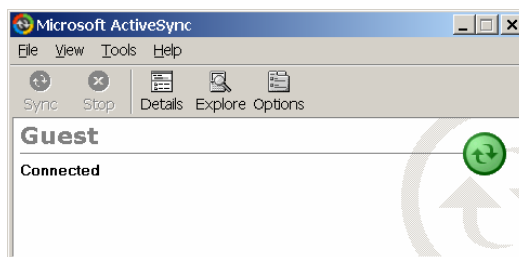 Microsoft ActiveSync
File View Tools Help
Sync Stop Details Explore Options
Guest
Connected